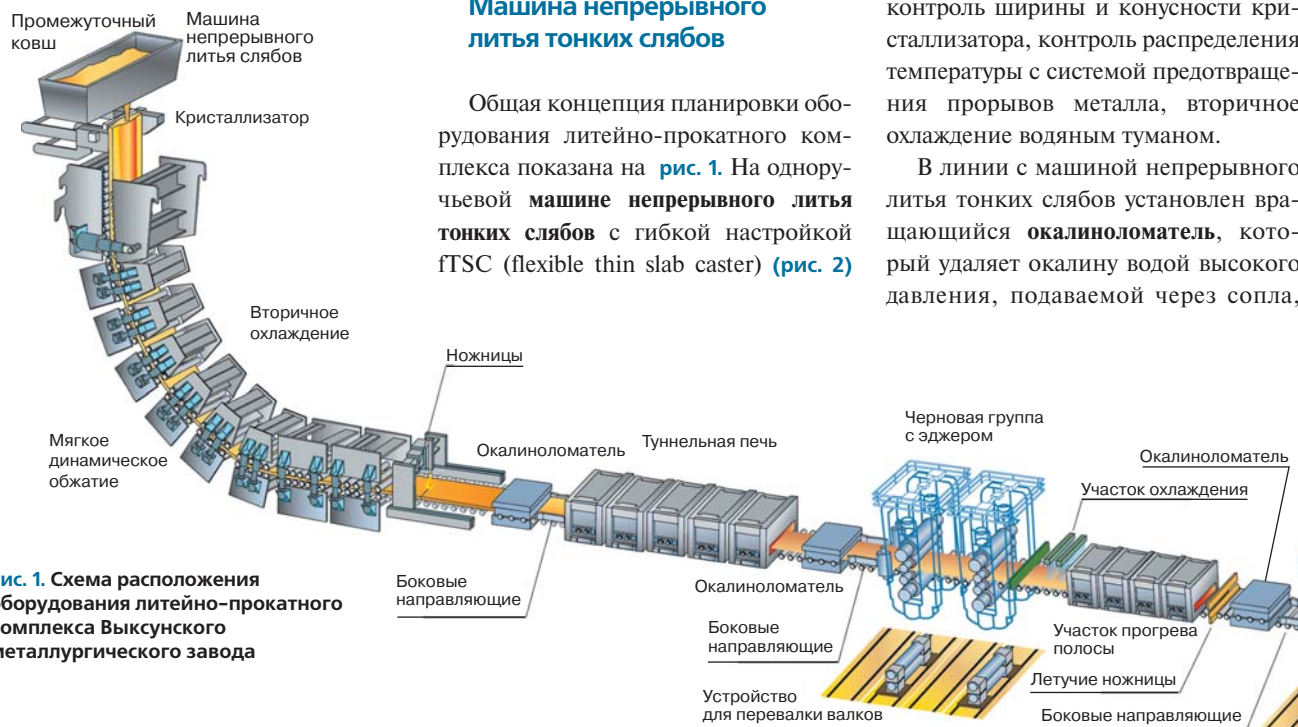 Промежуточный
ковш
Машина
непрерывного
литья слябов
Кристаллизатор
Вторичное
охлаждение
Мягкое
динамическое
обжатие
Машина непрерывного
литья тонких слябов
Общая концепция планировки обо-
рудования литейно-прокатного ком-
плекса показана на рис. 1. На однору-
чьевой машине непрерывного литья
тонких слябов с гибкой настройкой
fTSC (flexible thin slab caster) (рис. 2)
контроль ширины и конусности кри-
сталлизатора, контроль распределения
температуры с системой предотвраще-
ния прорывов металла, вторичное
охлаждение водяным туманом.
В линии с машиной непрерывного
литья тонких слябов установлен вра-
щающийся окалиноломатель, кото-
рый удаляет окалину водой высокого
давления, подаваемой через сопла,
Ножницы
Окалиноломатель
Туннельная печь
Черновая группа
с эджером
Окалиноломатель
Участок охлаждения
Боковые
направляющие
Окалиноломатель
Боковые
направляющие
Устройство
для перевалки валков
Участок прогрева
полосы
Летучие ножницы
Боковые направляющие
ис. 1. Схема расположения
борудования литейно-прокатного
омплекса Выксунского
еталлургического завода